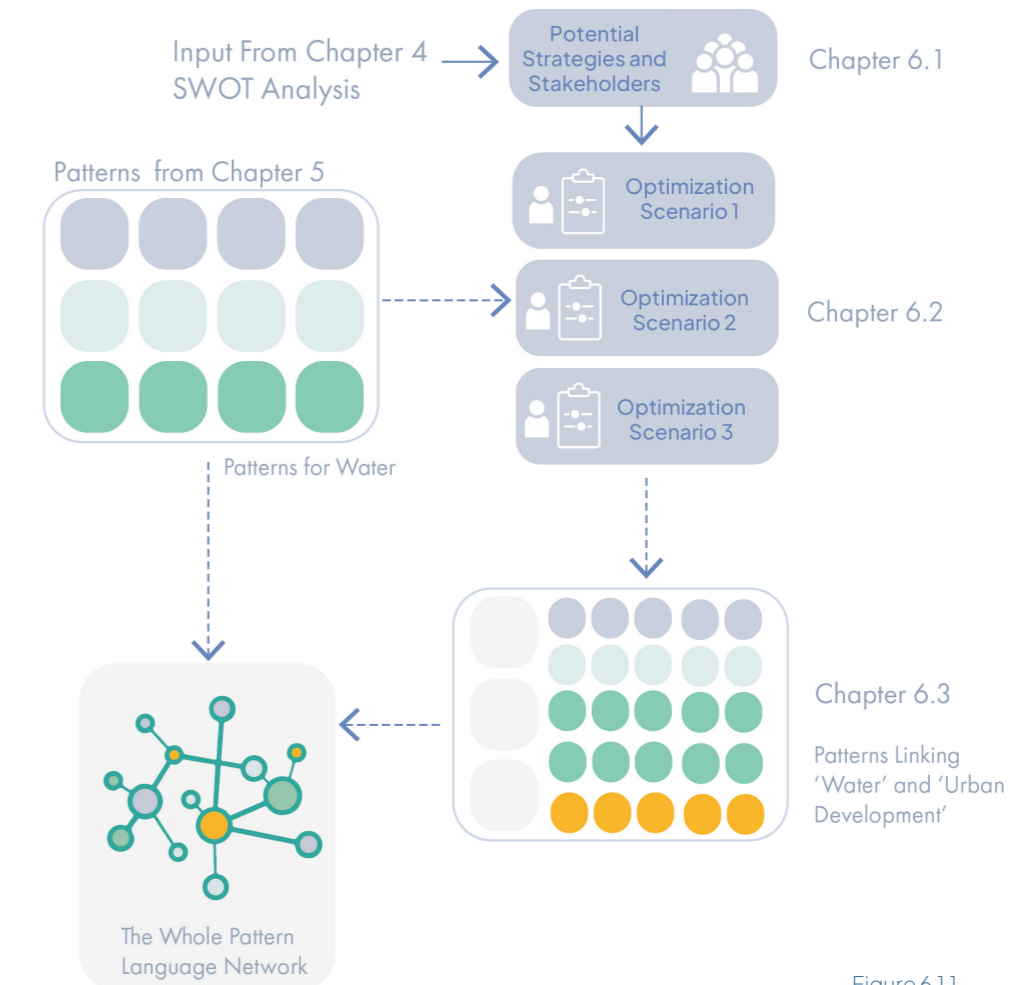 Input From Chapter 4
SWOT Analysis
Potential
Strategies and
Stakeholders
Chapter 6.1
Patterns from Chapter 5
Optimization
Scenario 1
Optimization
Scenario 2
Chapter 6.2
Optimization
Scenario 3
Patterns for Water
Chapter 6.3
Patterns Linking
‘Water’ and ‘Urban
Development’
The Whole Pattern
Language Network